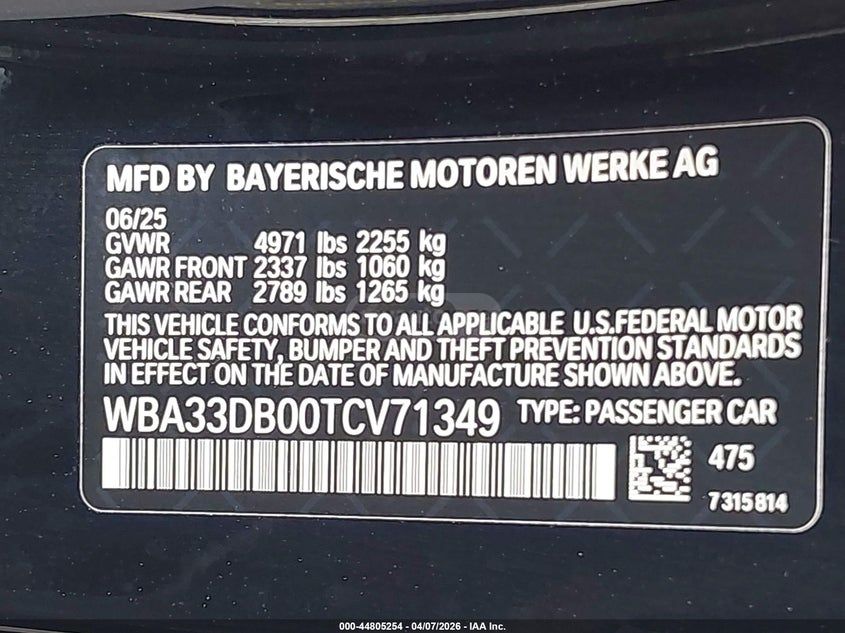 MFD BY BAYERISCHE MOTOREN WERKE AG
06/25
GVWR 4971 lbs 2255 kg
GAWR FRONT 2337 lbs 1060 kg
GAWR REAR 2789 lbs 1265 kg
THIS VEHICLE CONFORMS TO ALL APPLICABLE U.S.FEDERAL MOTOR
VEHICLE SAFETY, BUMPER AND THEFT PREVENTION STANDARDS
IN EFFECT ON THE DATE OF MANUFACTURE SHOWN ABOVE.
WBA33DB00TCV71349 TYPE: PASSENGER CAR
475
7315814
000-44805254 - 04/07/2026 - IAA Inc.